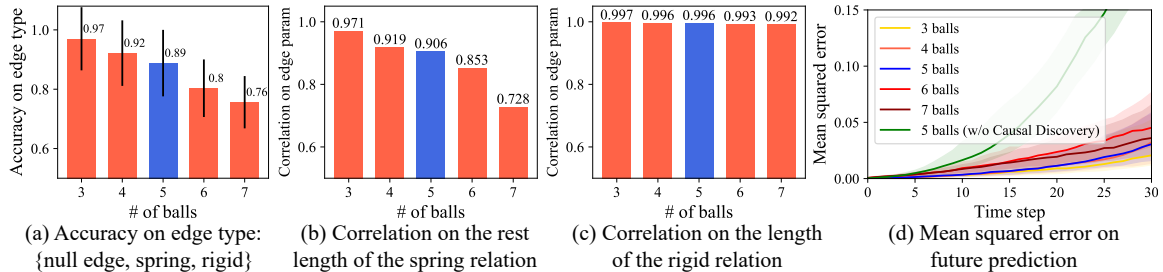 Accuracy on edge type
1.0
0.8
0.6
0.97
0.92
0.89
0.8
0.76
3 4 5 6 7
# of balls
(a) Accuracy on edge type:
{null edge, spring, rigid}
Correlation on edge param
1.0
0.8
0.6
0.971
0.919
0.906
0.853
0.728
3 4 5 6 7
# of balls
(b) Correlation on the rest
length of the spring relation
Correlation on edge param
1.0
0.8
0.6
0.997
0.996
0.996
0.993
0.992
3 4 5 6 7
# of balls
(c) Correlation on the length
of the rigid relation
Mean squared error
0.15
0.10
0.05
0.00
3 balls
4 balls
5 balls
6 balls
7 balls
5 balls (w/o Causal Discovery)
0 5 10 15 20 25 30
Time step
(d) Mean squared error on
future prediction